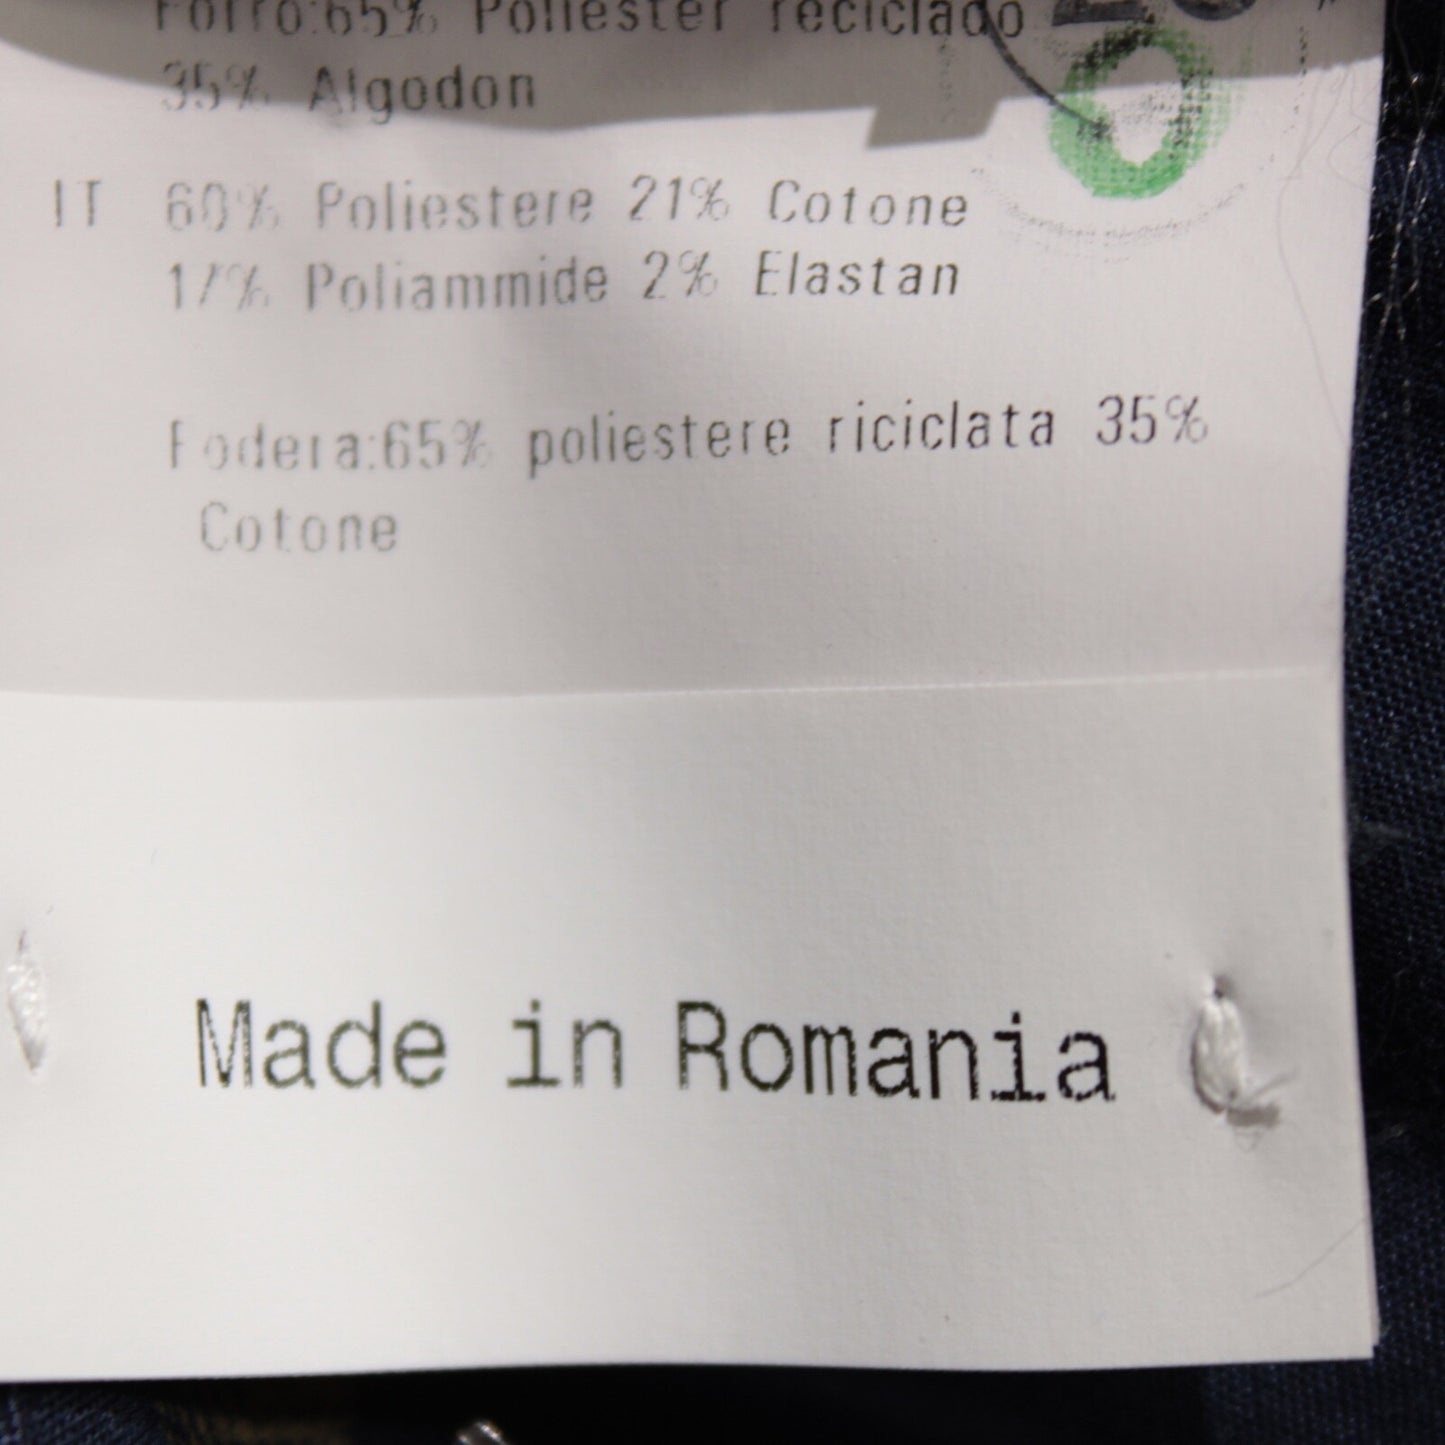 Forro:65% Poliester reciclado
35% Algodon
IT 60% Poliestere 21% Cotone
17% Poliammide 2% Elastan
Fodera:65% poliestere riciclata 35%
Cotone
Made in Romania